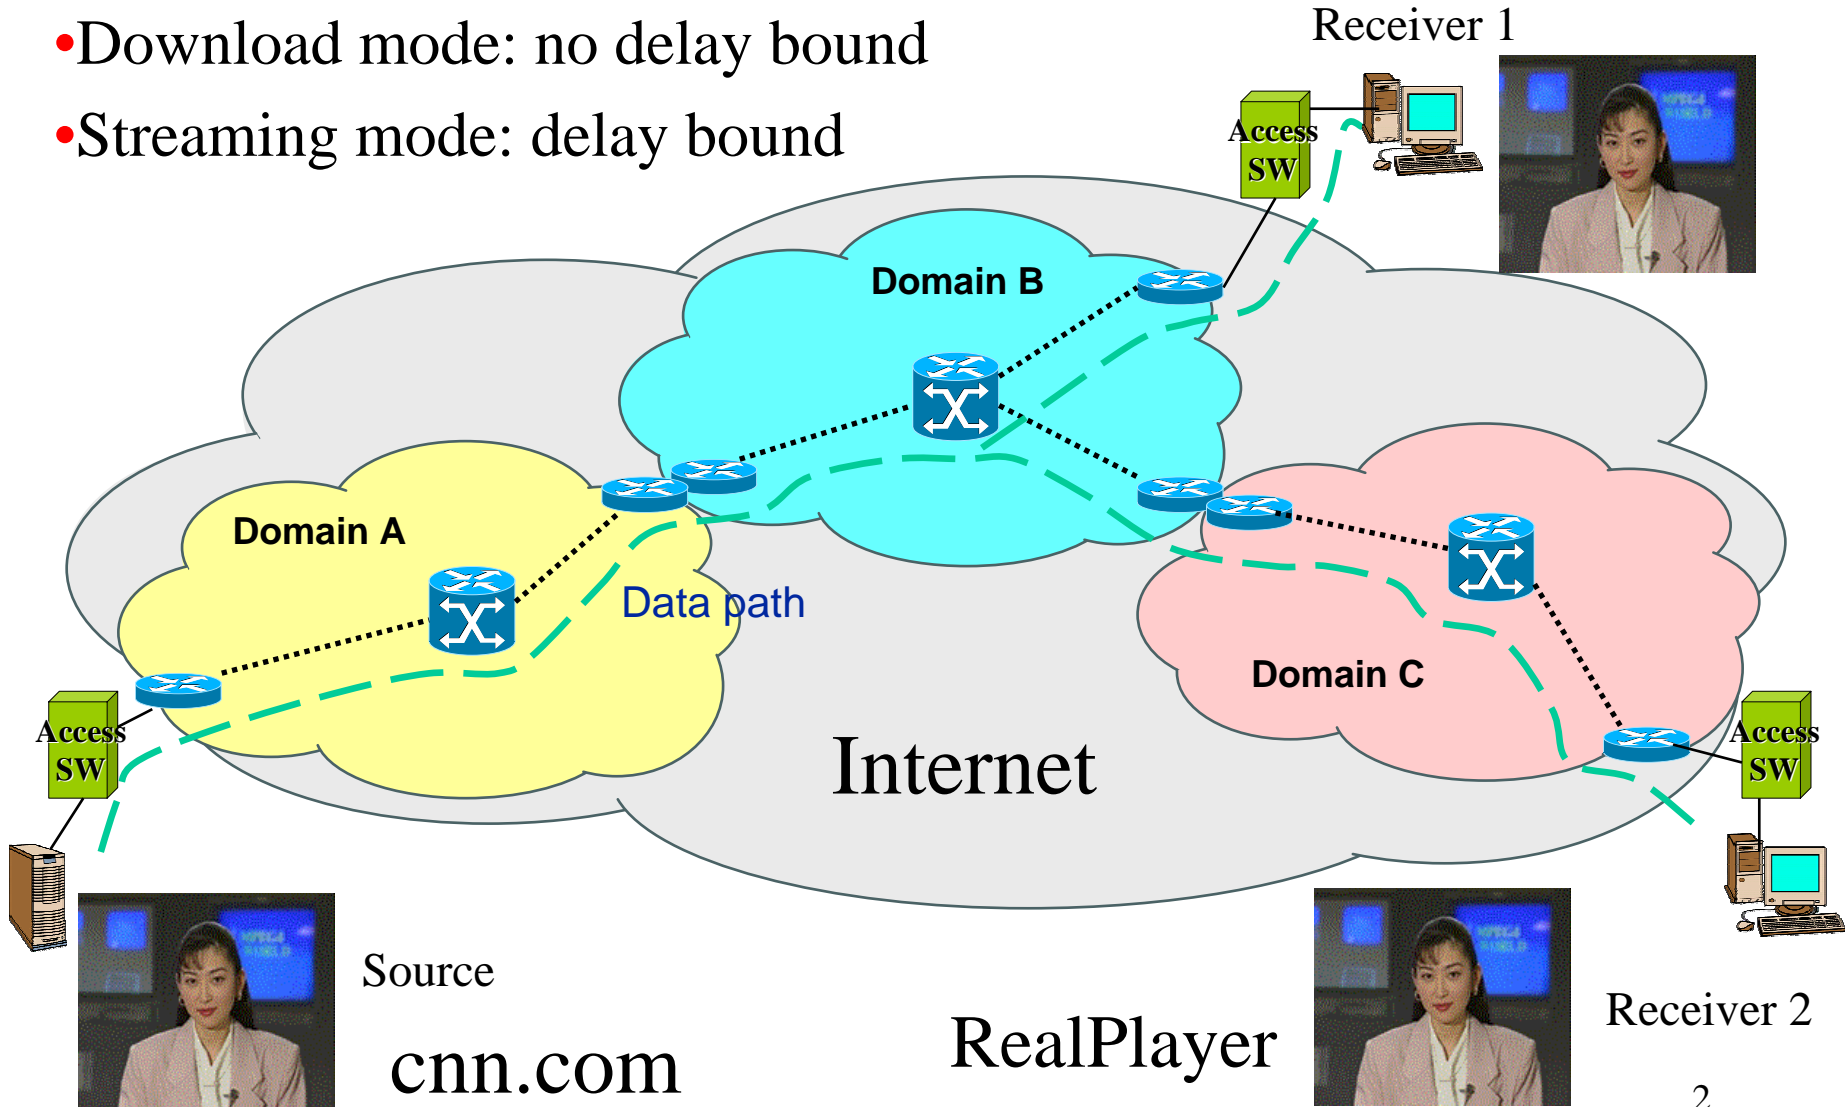 •Download mode: no delay bound
•Streaming mode: delay bound
Receiver 1
Access
SW
Domain B
Domain A
Data path
Domain C
Internet
Access
SW
Access
SW
Source
cnn.com
RealPlayer
Receiver 2
2